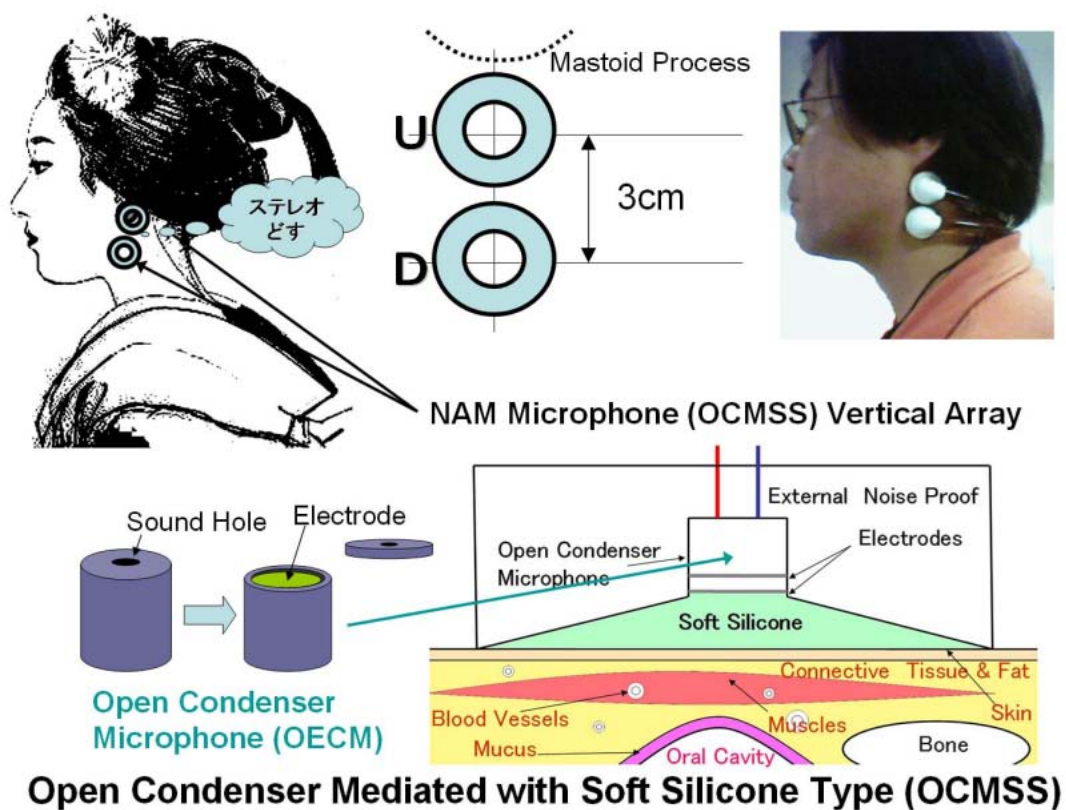 Mastoid Process
U
ステレオ
どす
3cm
D
NAM Microphone (OCMSS) Vertical Array
Sound Hole
Electrode
External Noise Proof
Open Condenser
Microphone
Electrodes
Soft Silicone
Connective Tissue & Fat
Blood Vessels
Muscles
Skin
Mucus
Oral Cavity
Bone
Open Condenser
Microphone (OECM)
Open Condenser Mediated with Soft Silicone Type (OCMSS)